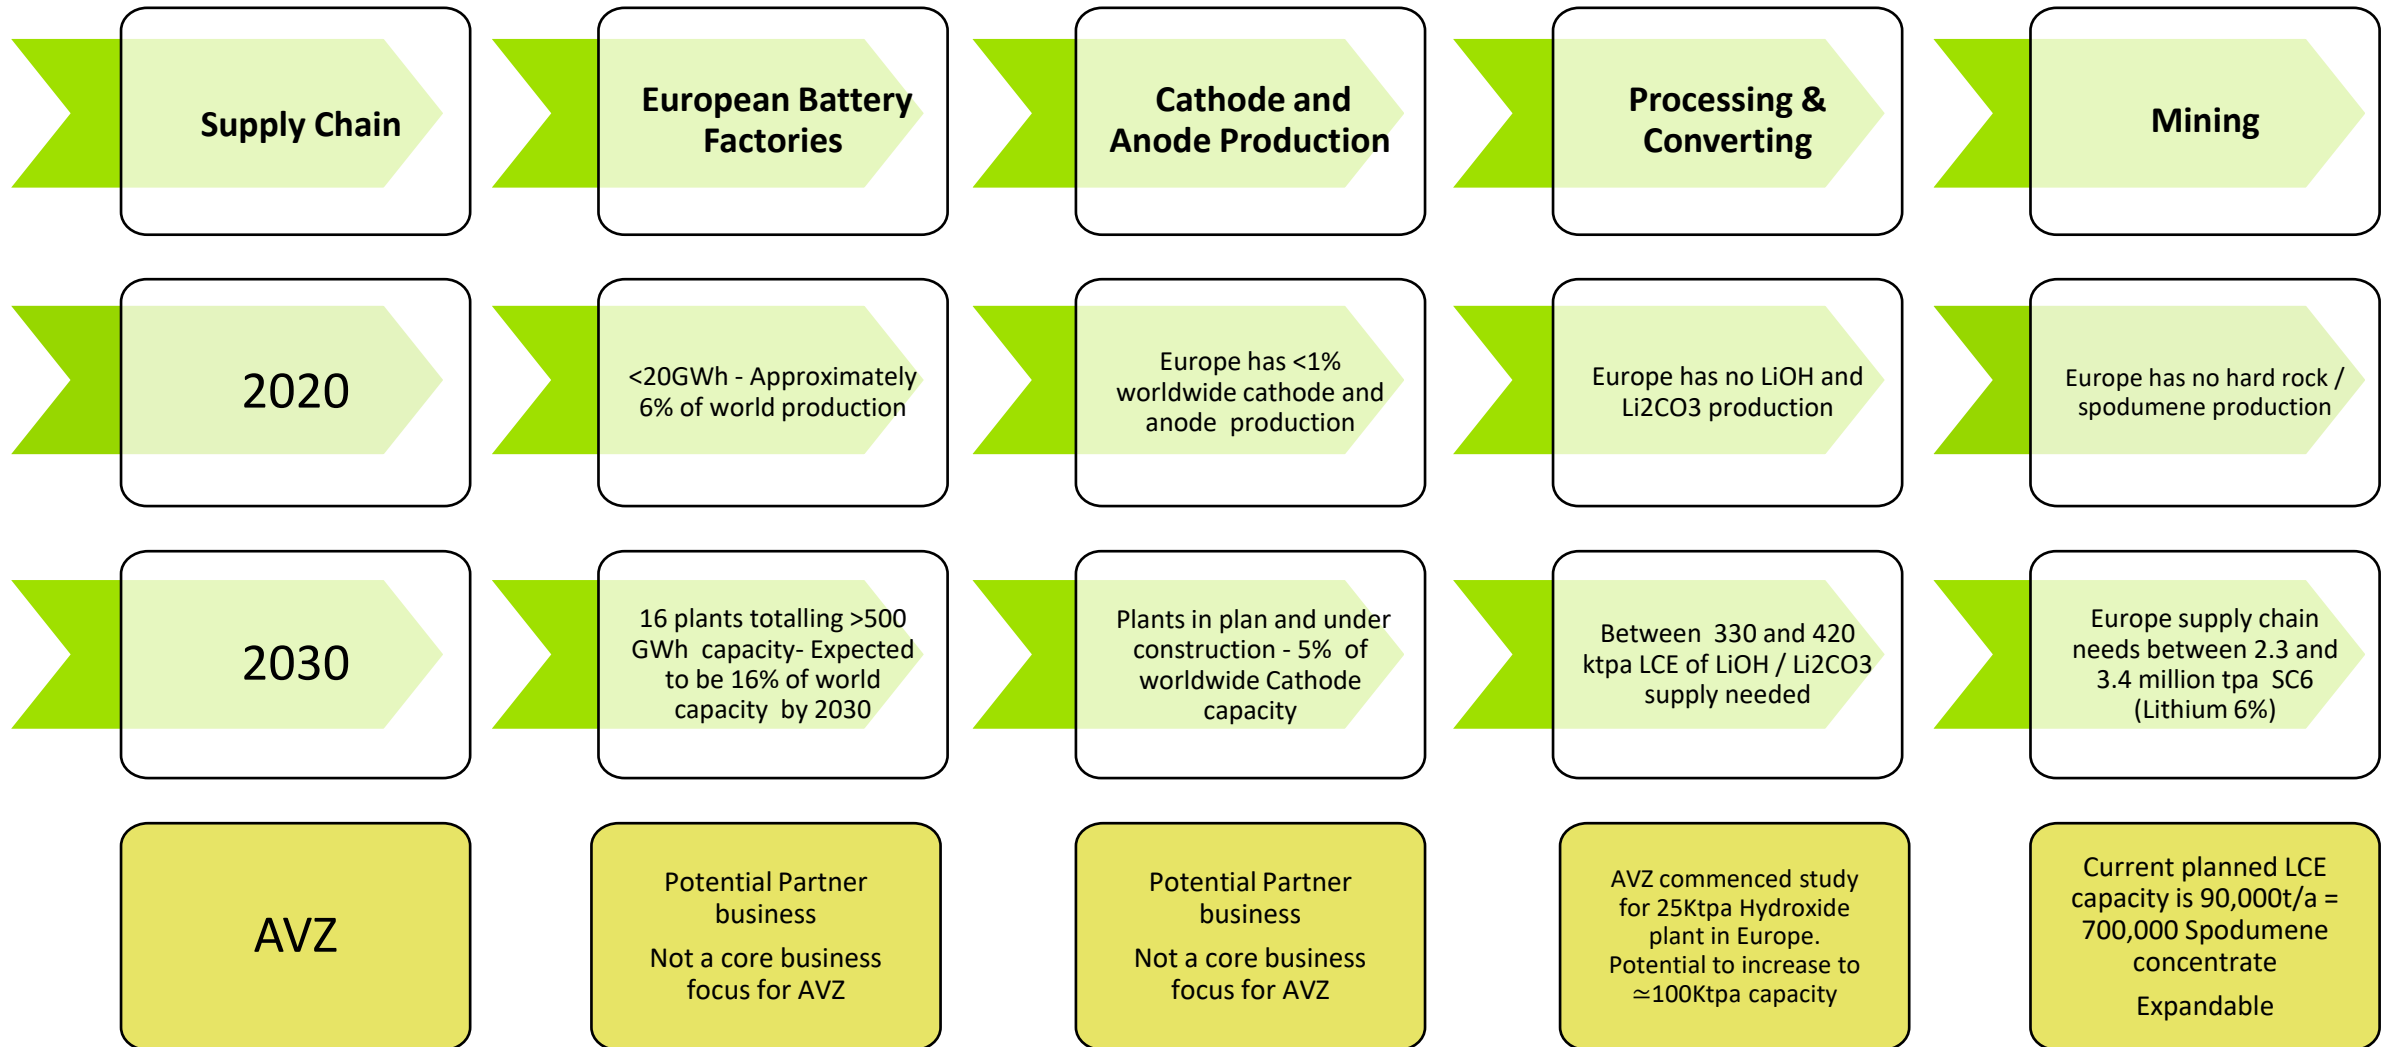 Supply Chain
European Battery
Factories
Cathode and
Anode Production
Processing &
Converting
Mining
2020
<20GWh - Approximately
6% of world production
Europe has <1%
worldwide cathode and
anode production
Europe has no LiOH and
Li2CO3 production
Europe has no hard rock /
spodumene production
2030
16 plants totalling >500
GWh capacity- Expected
to be 16% of world
capacity by 2030
Plants in plan and under
construction - 5% of
worldwide Cathode
capacity
Between 330 and 420
ktpa LCE of LiOH / Li2CO3
supply needed
Europe supply chain
needs between 2.3 and
3.4 million tpa SC6
(Lithium 6%)
AVZ
Potential Partner
business
Not a core business
focus for AVZ
Potential Partner
business
Not a core business
focus for AVZ
AVZ commenced study
for 25Ktpa Hydroxide
plant in Europe.
Potential to increase to
≃100Ktpa capacity
Current planned LCE
capacity is 90,000t/a =
700,000 Spodumene
concentrate
Expandable